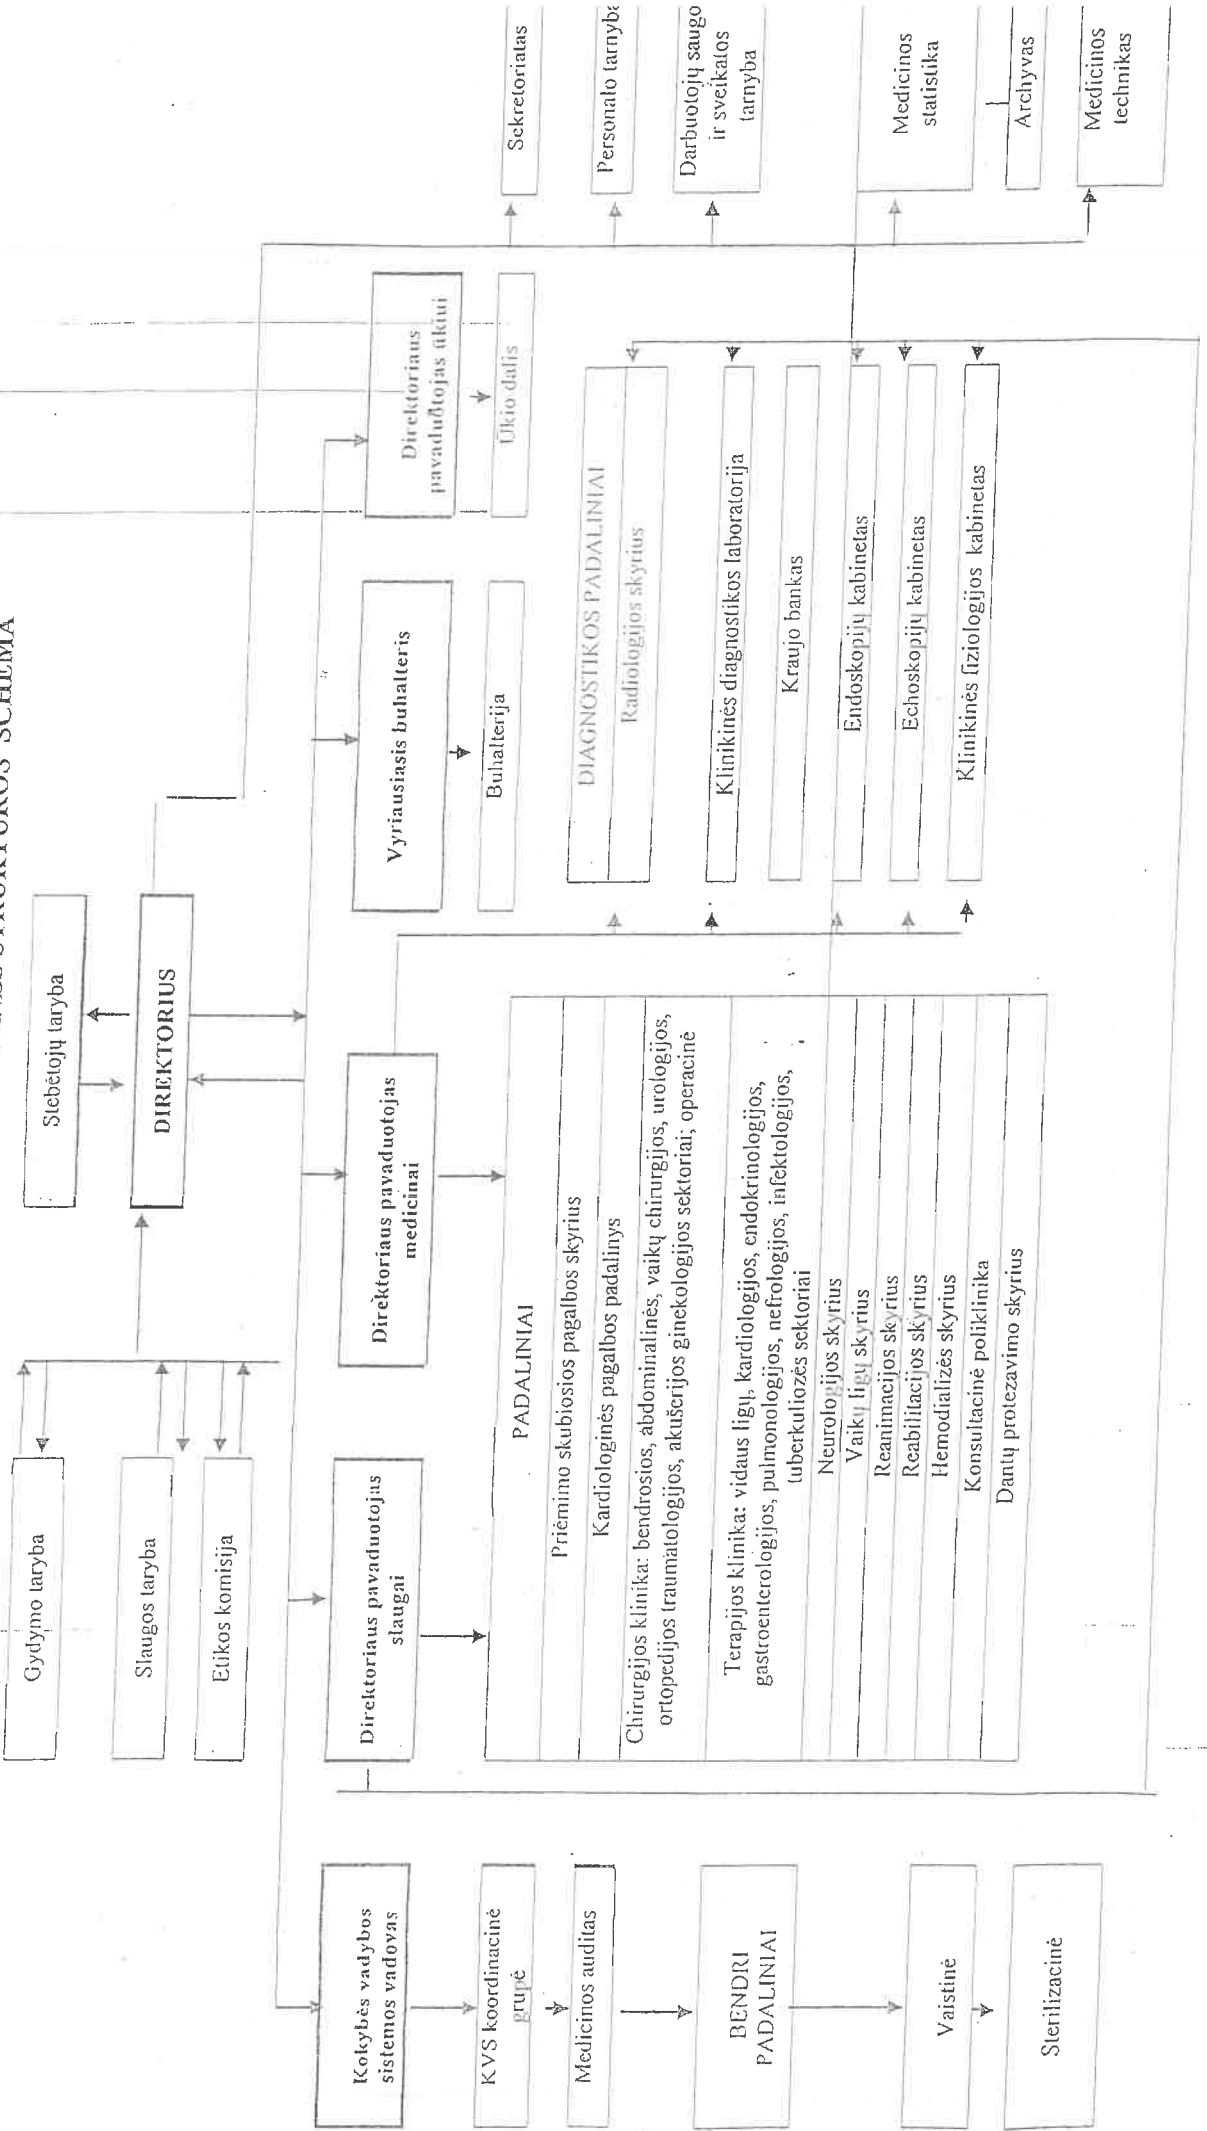 STRUKTŪROS SCHEMA
Stebėtojų taryba
DIREKTORIUS
Gydymo taryba
Slaugos taryba
Etikos komisija
Kokybės vadybos
sistemos vadovas
Direktoriaus pavaduotojas
slaugai
Direktoriaus pavaduotojas
medicinai
Vyriausiasis buhalteris
Direktoriaus
pavaduotojas ūkiui
KVS koordinacinė
grupė
Medicinos auditas
BENDRI
PADALINIAI
Vaistinė
Sterilizacinė
PADALINIAI
Priėmimo skubiosios pagalbos skyrius
Kardiologinės pagalbos padalinys
Chirurgijos klinika: bendrosios, abdominalinės, vaikų chirurgijos, urologijos,
ortopedijos traumatologijos, akušerijos ginekologijos sektoriai; operacinė
Terapijos klinika: vidaus ligų, kardiologijos, endokrinologijos,
gastroenterologijos, pulmonologijos, nefrologijos, infektologijos,
tuberkuliozės sektoriai
Neurologijos skyrius
Vaikų ligų skyrius
Reanimacijos skyrius
Reabilitacijos skyrius
Hemodializės skyrius
Konsultacinė poliklinika
Dantų protezavimo skyrius
Buhalterija
Ūkio dalis
DIAGNOSTIKOS PADALINIAI
Radiologijos skyrius
Klinikinės diagnostikos laboratorija
Kraujo bankas
Endoskopijų kabinetas
Echoskopijų kabinetas
Klinikinės fiziologijos kabinetas
Sekretoriatas
Personalo tarnyba
Darbuotojų saugo
ir sveikatos
tarnyba
Medicinos
statistika
Archyvas
Medicinos
technikas